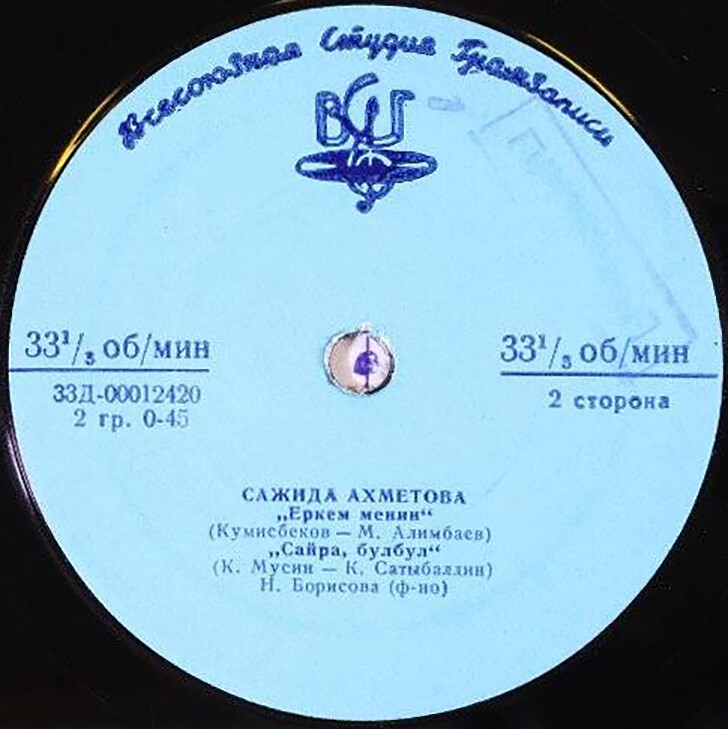 Всесоюзная Студия Грамзаписи
ВСГ
33¹/₃ об/мин
33Д-00012420
2 гр. 0-45
33¹/₃ об/мин
2 сторона
САЖИДА АХМЕТОВА
„Еркем менин“
(Кумисбеков — М. Алимбаев)
„Сайра, булбул“
(К. Мусин — К. Сатыбаллин)
Н. Борисова (ф-но)